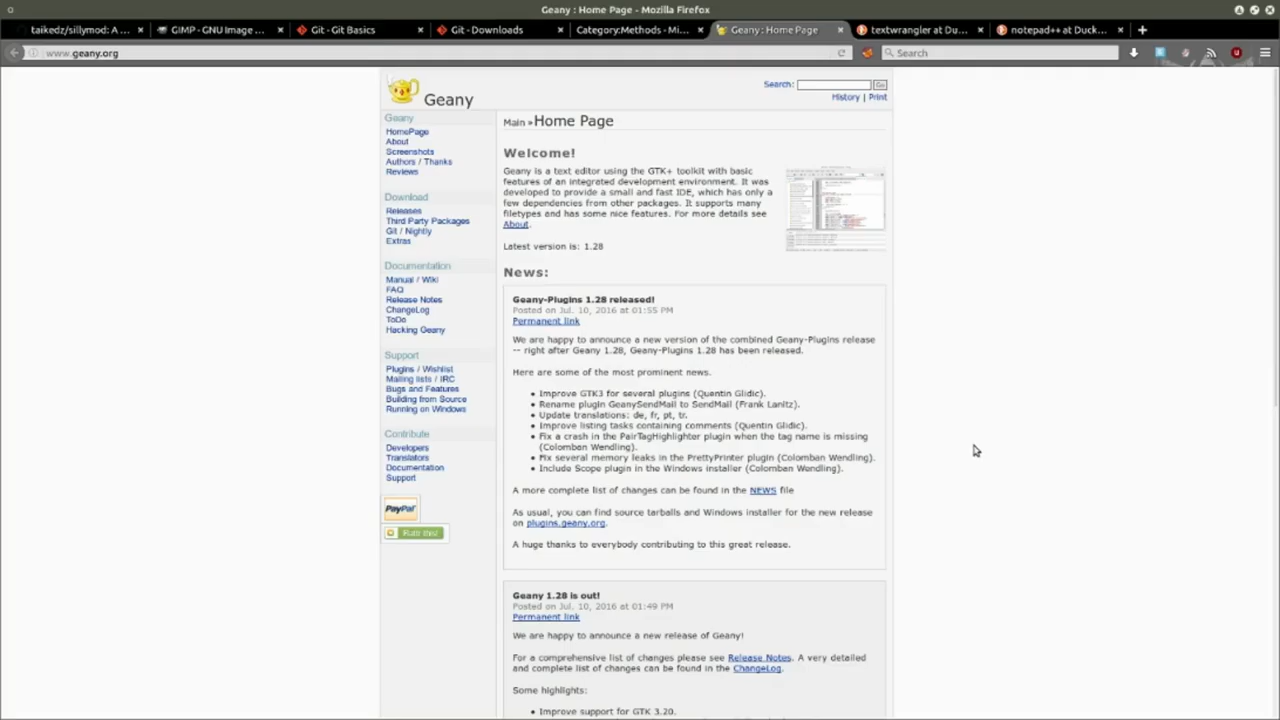 Geany : Home Page - Mozilla Firefox
taikedz/sillymod: A ...
GIMP - GNU Image ...
Git - Git Basics
Git - Downloads
Category:Methods - Mi...
Geany : Home Page
textwrangler at Du...
notepad++ at Duck...
www.geany.org
Search
Geany
Search:
Go
History | Print
Geany
HomePage
About
Screenshots
Authors / Thanks
Reviews
Download
Releases
Third Party Packages
Git / Nightly
Extras
Documentation
Manual / Wiki
FAQ
Release Notes
ChangeLog
ToDo
Hacking Geany
Support
Plugins / Wishlist
Mailing lists / IRC
Bugs and Features
Building from Source
Running on Windows
Contribute
Developers
Translators
Documentation
Support
PayPal
Flattr this!
Main » Home Page
Welcome!
Geany is a text editor using the GTK+ toolkit with basic
features of an integrated development environment. It was
developed to provide a small and fast IDE, which has only a
few dependencies from other packages. It supports many
filetypes and has some nice features. For more details see
About.
Latest version is: 1.28
News:
Geany-Plugins 1.28 released!
Posted on Jul. 10, 2016 at 01:55 PM
Permanent link
We are happy to announce a new version of the combined Geany-Plugins release
-- right after Geany 1.28, Geany-Plugins 1.28 has been released.
Here are some of the most prominent news.
• Improve GTK3 for several plugins (Quentin Glidic).
• Rename plugin GeanySendMail to SendMail (Frank Lanitz).
• Update translations: de, fr, pt, tr.
• Improve listing tasks containing comments (Quentin Glidic).
• Fix a crash in the PairTagHighlighter plugin when the tag name is missing
(Colomban Wendling).
• Fix several memory leaks in the PrettyPrinter plugin (Colomban Wendling).
• Include Scope plugin in the Windows installer (Colomban Wendling).
A more complete list of changes can be found in the NEWS file
As usual, you can find source tarballs and Windows installer for the new release
on plugins.geany.org.
A huge thanks to everybody contributing to this great release.
Geany 1.28 is out!
Posted on Jul. 10, 2016 at 01:49 PM
Permanent link
We are happy to announce a new release of Geany!
For a comprehensive list of changes please see Release Notes. A very detailed
and complete list of changes can be found in the ChangeLog.
Some highlights:
• Improve support for GTK 3.20.